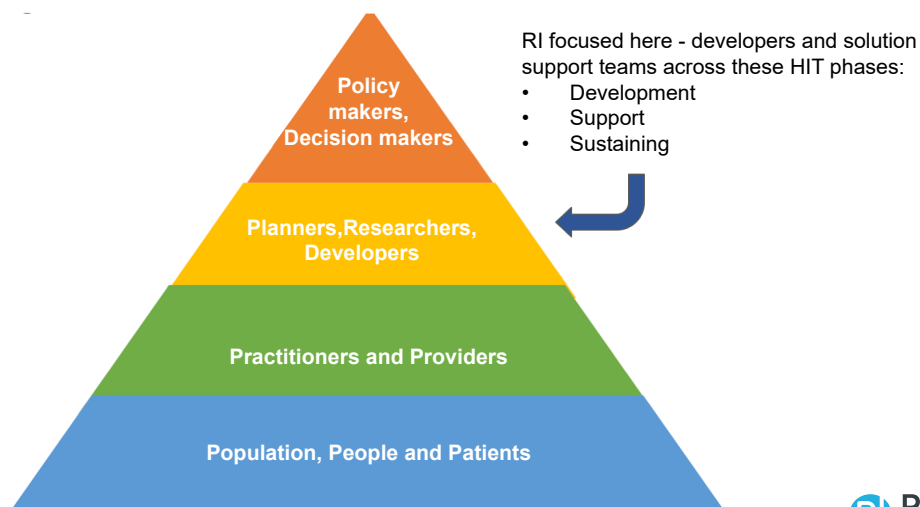 RI focused here - developers and solution
support teams across these HIT phases:
• Development
• Support
• Sustaining
Policy
makers,
Decision makers
Planners,Researchers,
Developers
Practitioners and Providers
Population, People and Patients